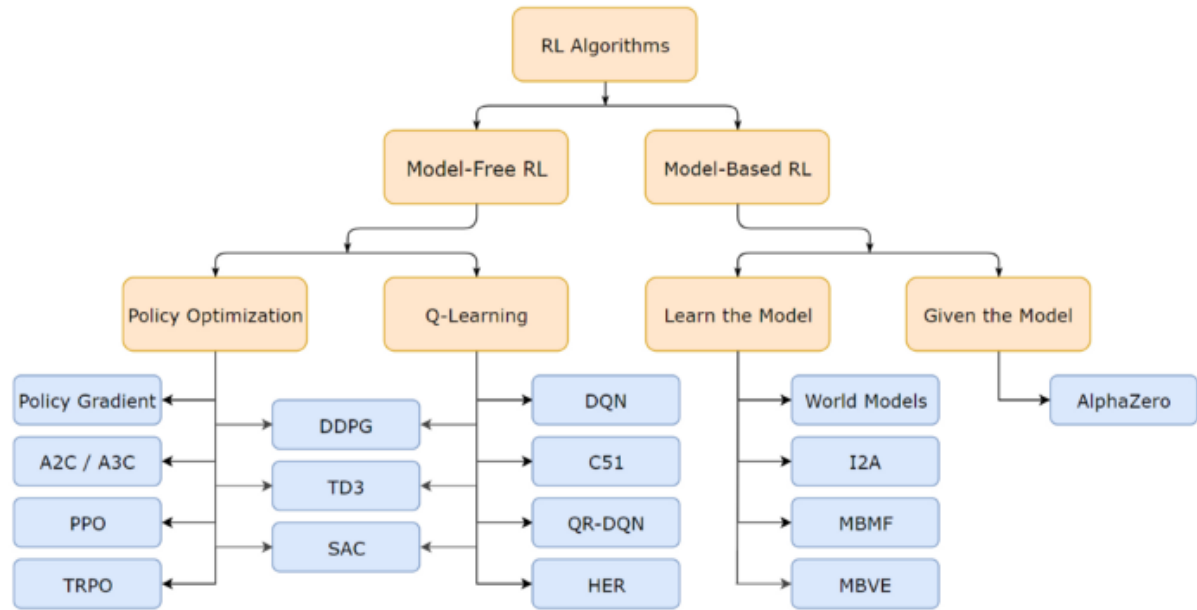 RL Algorithms
Model-Free RL
Model-Based RL
Policy Optimization
Q-Learning
Learn the Model
Given the Model
Policy Gradient
DDPG
DQN
World Models
AlphaZero
A2C / A3C
TD3
C51
I2A
PPO
SAC
QR-DQN
MBMF
TRPO
HER
MBVE